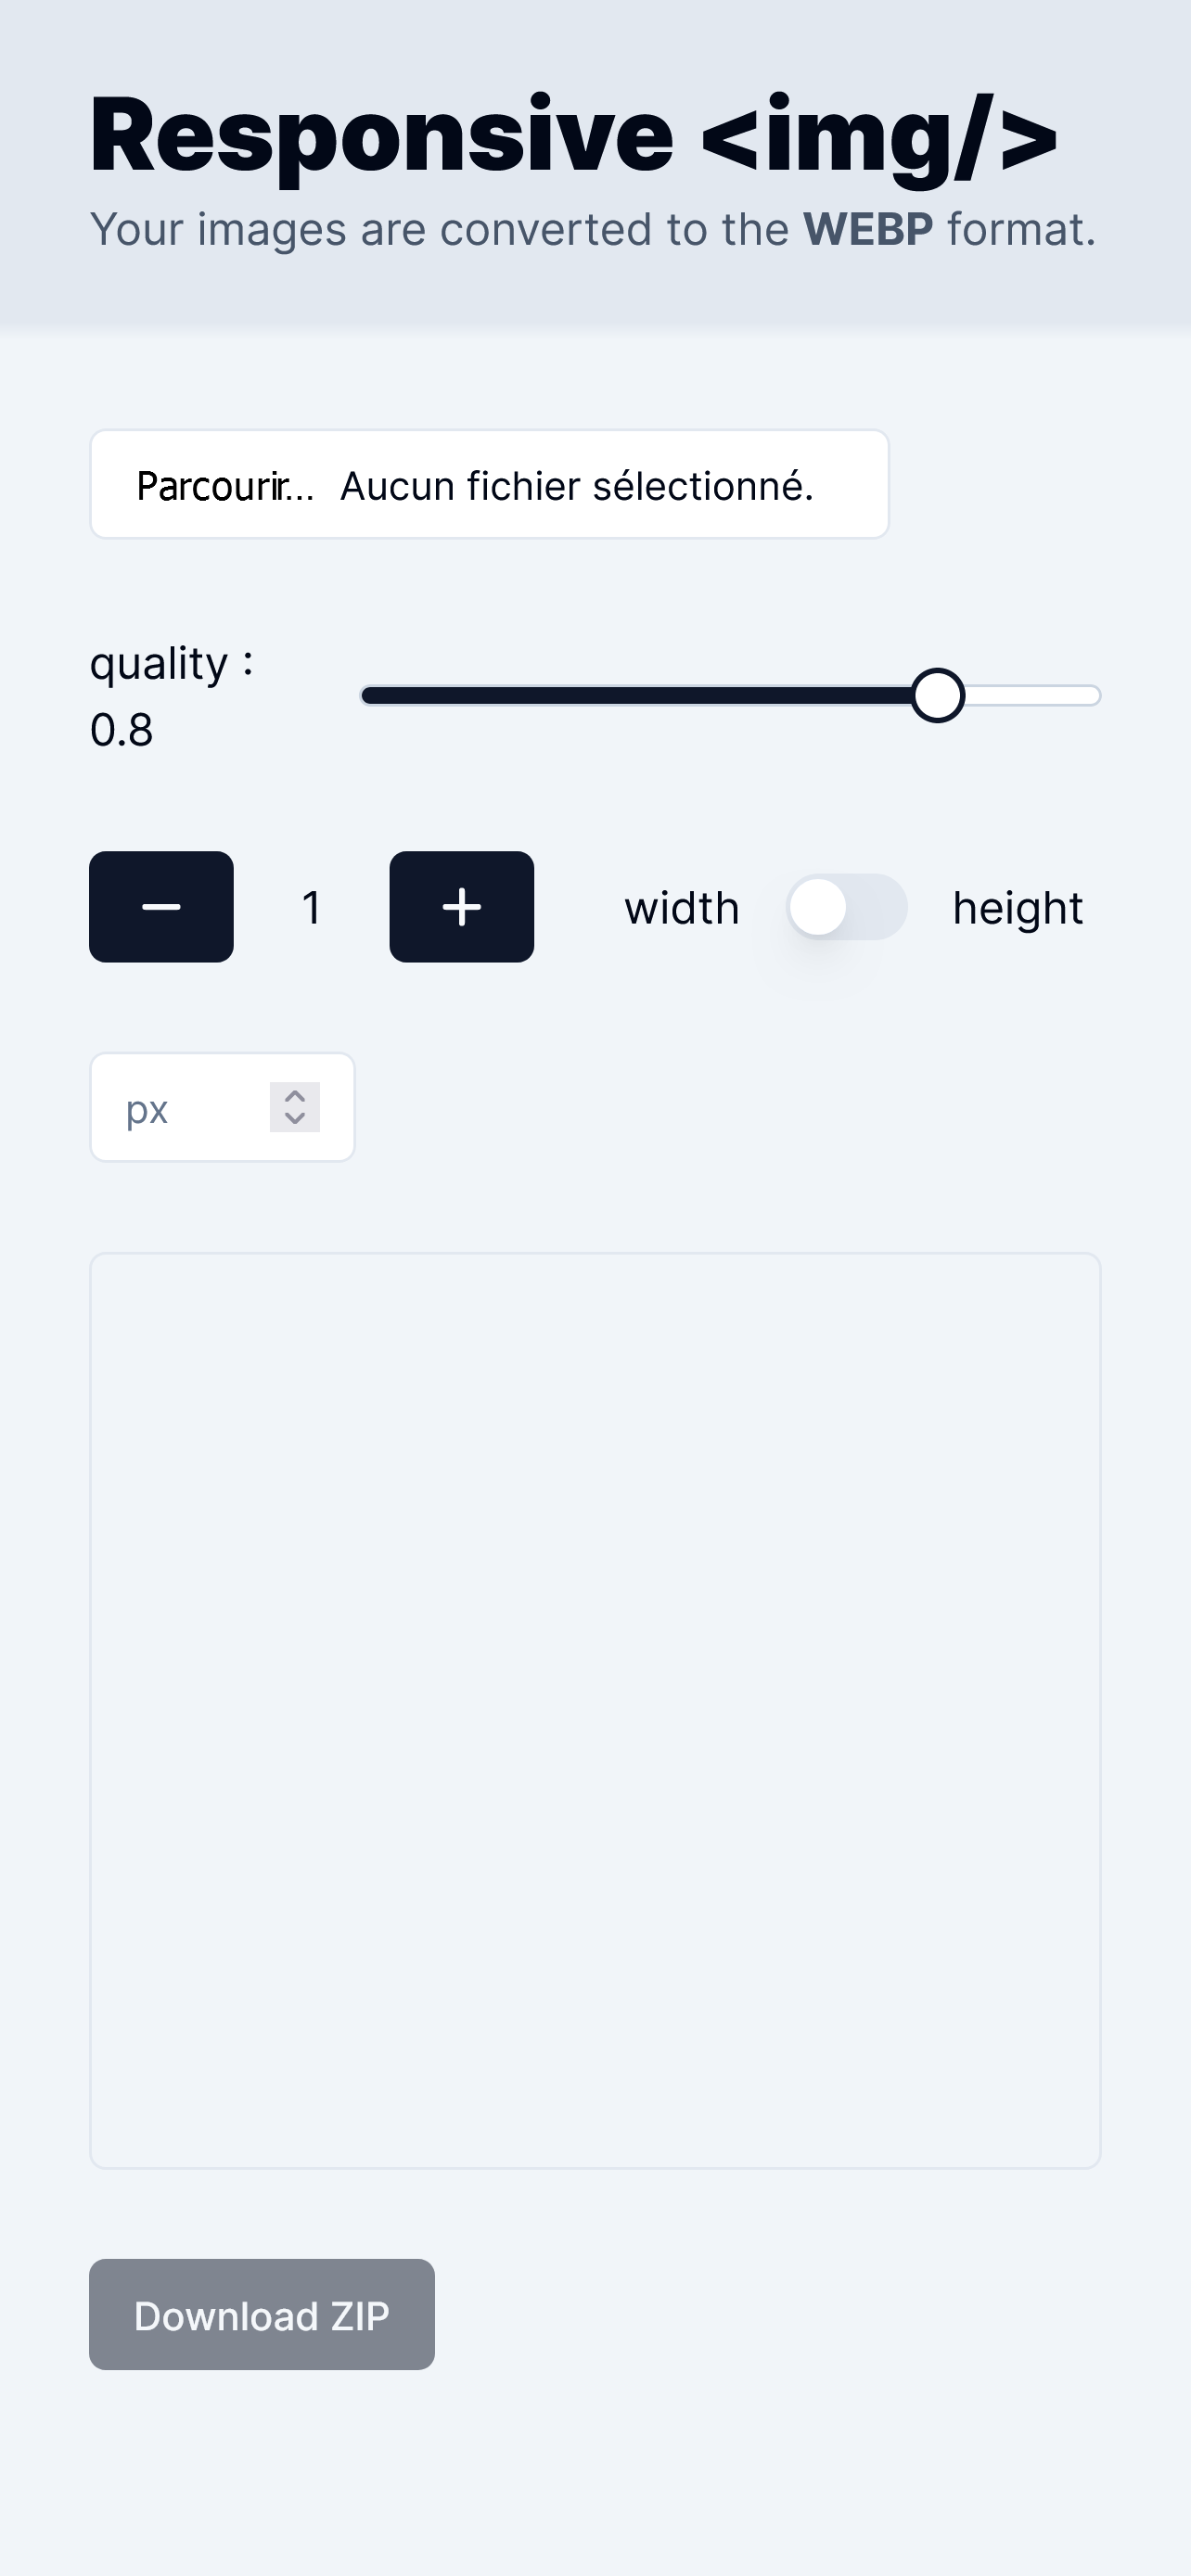 Responsive <img/>
Your images are converted to the WEBP format.
Parcourir... Aucun fichier sélectionné.
quality :
0.8
1 width height
px
Download ZIP